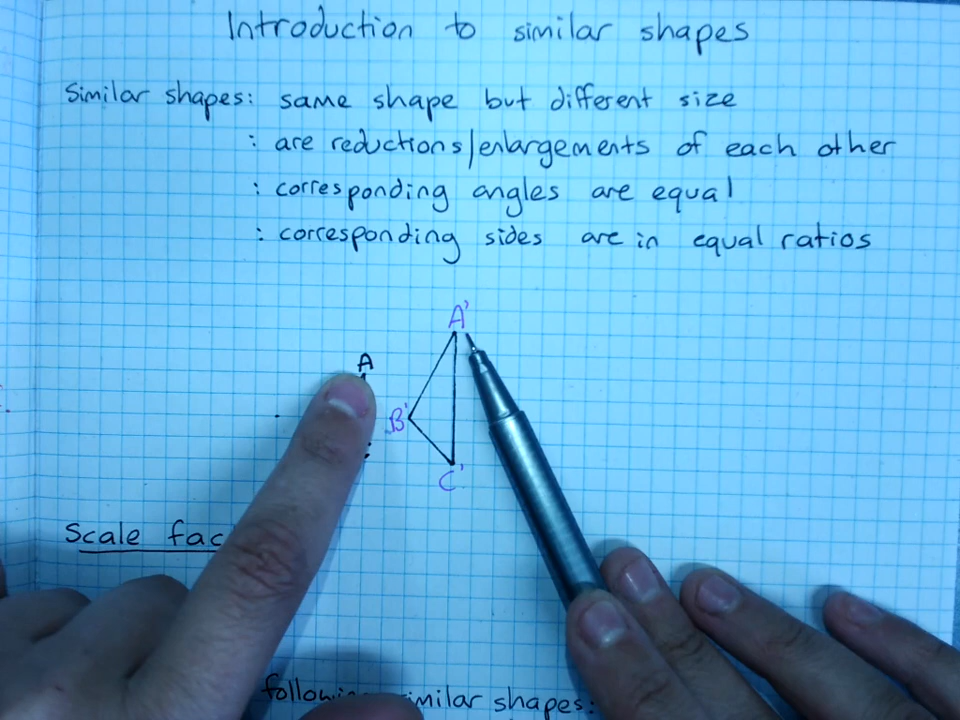 Introduction to similar shapes
Similar shapes: same shape but different size
: are reductions/enlargements of each other
: corresponding angles are equal
: corresponding sides are in equal ratios
A'
A
B'
C'
Scale fac
following similar shapes: